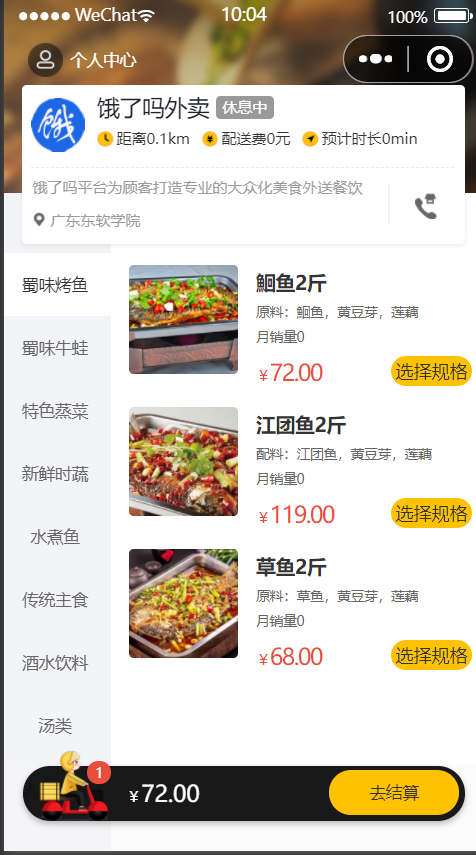 WeChat 10:04 100%
个人中心
饿
饿了吗外卖 休息中
距离0.1km ¥ 配送费0元 预计时长0min
饿了吗平台为顾客打造专业的大众化美食外送餐饮
广东东软学院
蜀味烤鱼
蜀味牛蛙
特色蒸菜
新鲜时蔬
水煮鱼
传统主食
酒水饮料
汤类
鮰鱼2斤
原料：鮰鱼，黄豆芽，莲藕
月销量0
¥72.00 选择规格
江团鱼2斤
配料：江团鱼，黄豆芽，莲藕
月销量0
¥119.00 选择规格
草鱼2斤
原料：草鱼，黄豆芽，莲藕
月销量0
¥68.00 选择规格
1
¥72.00 去结算